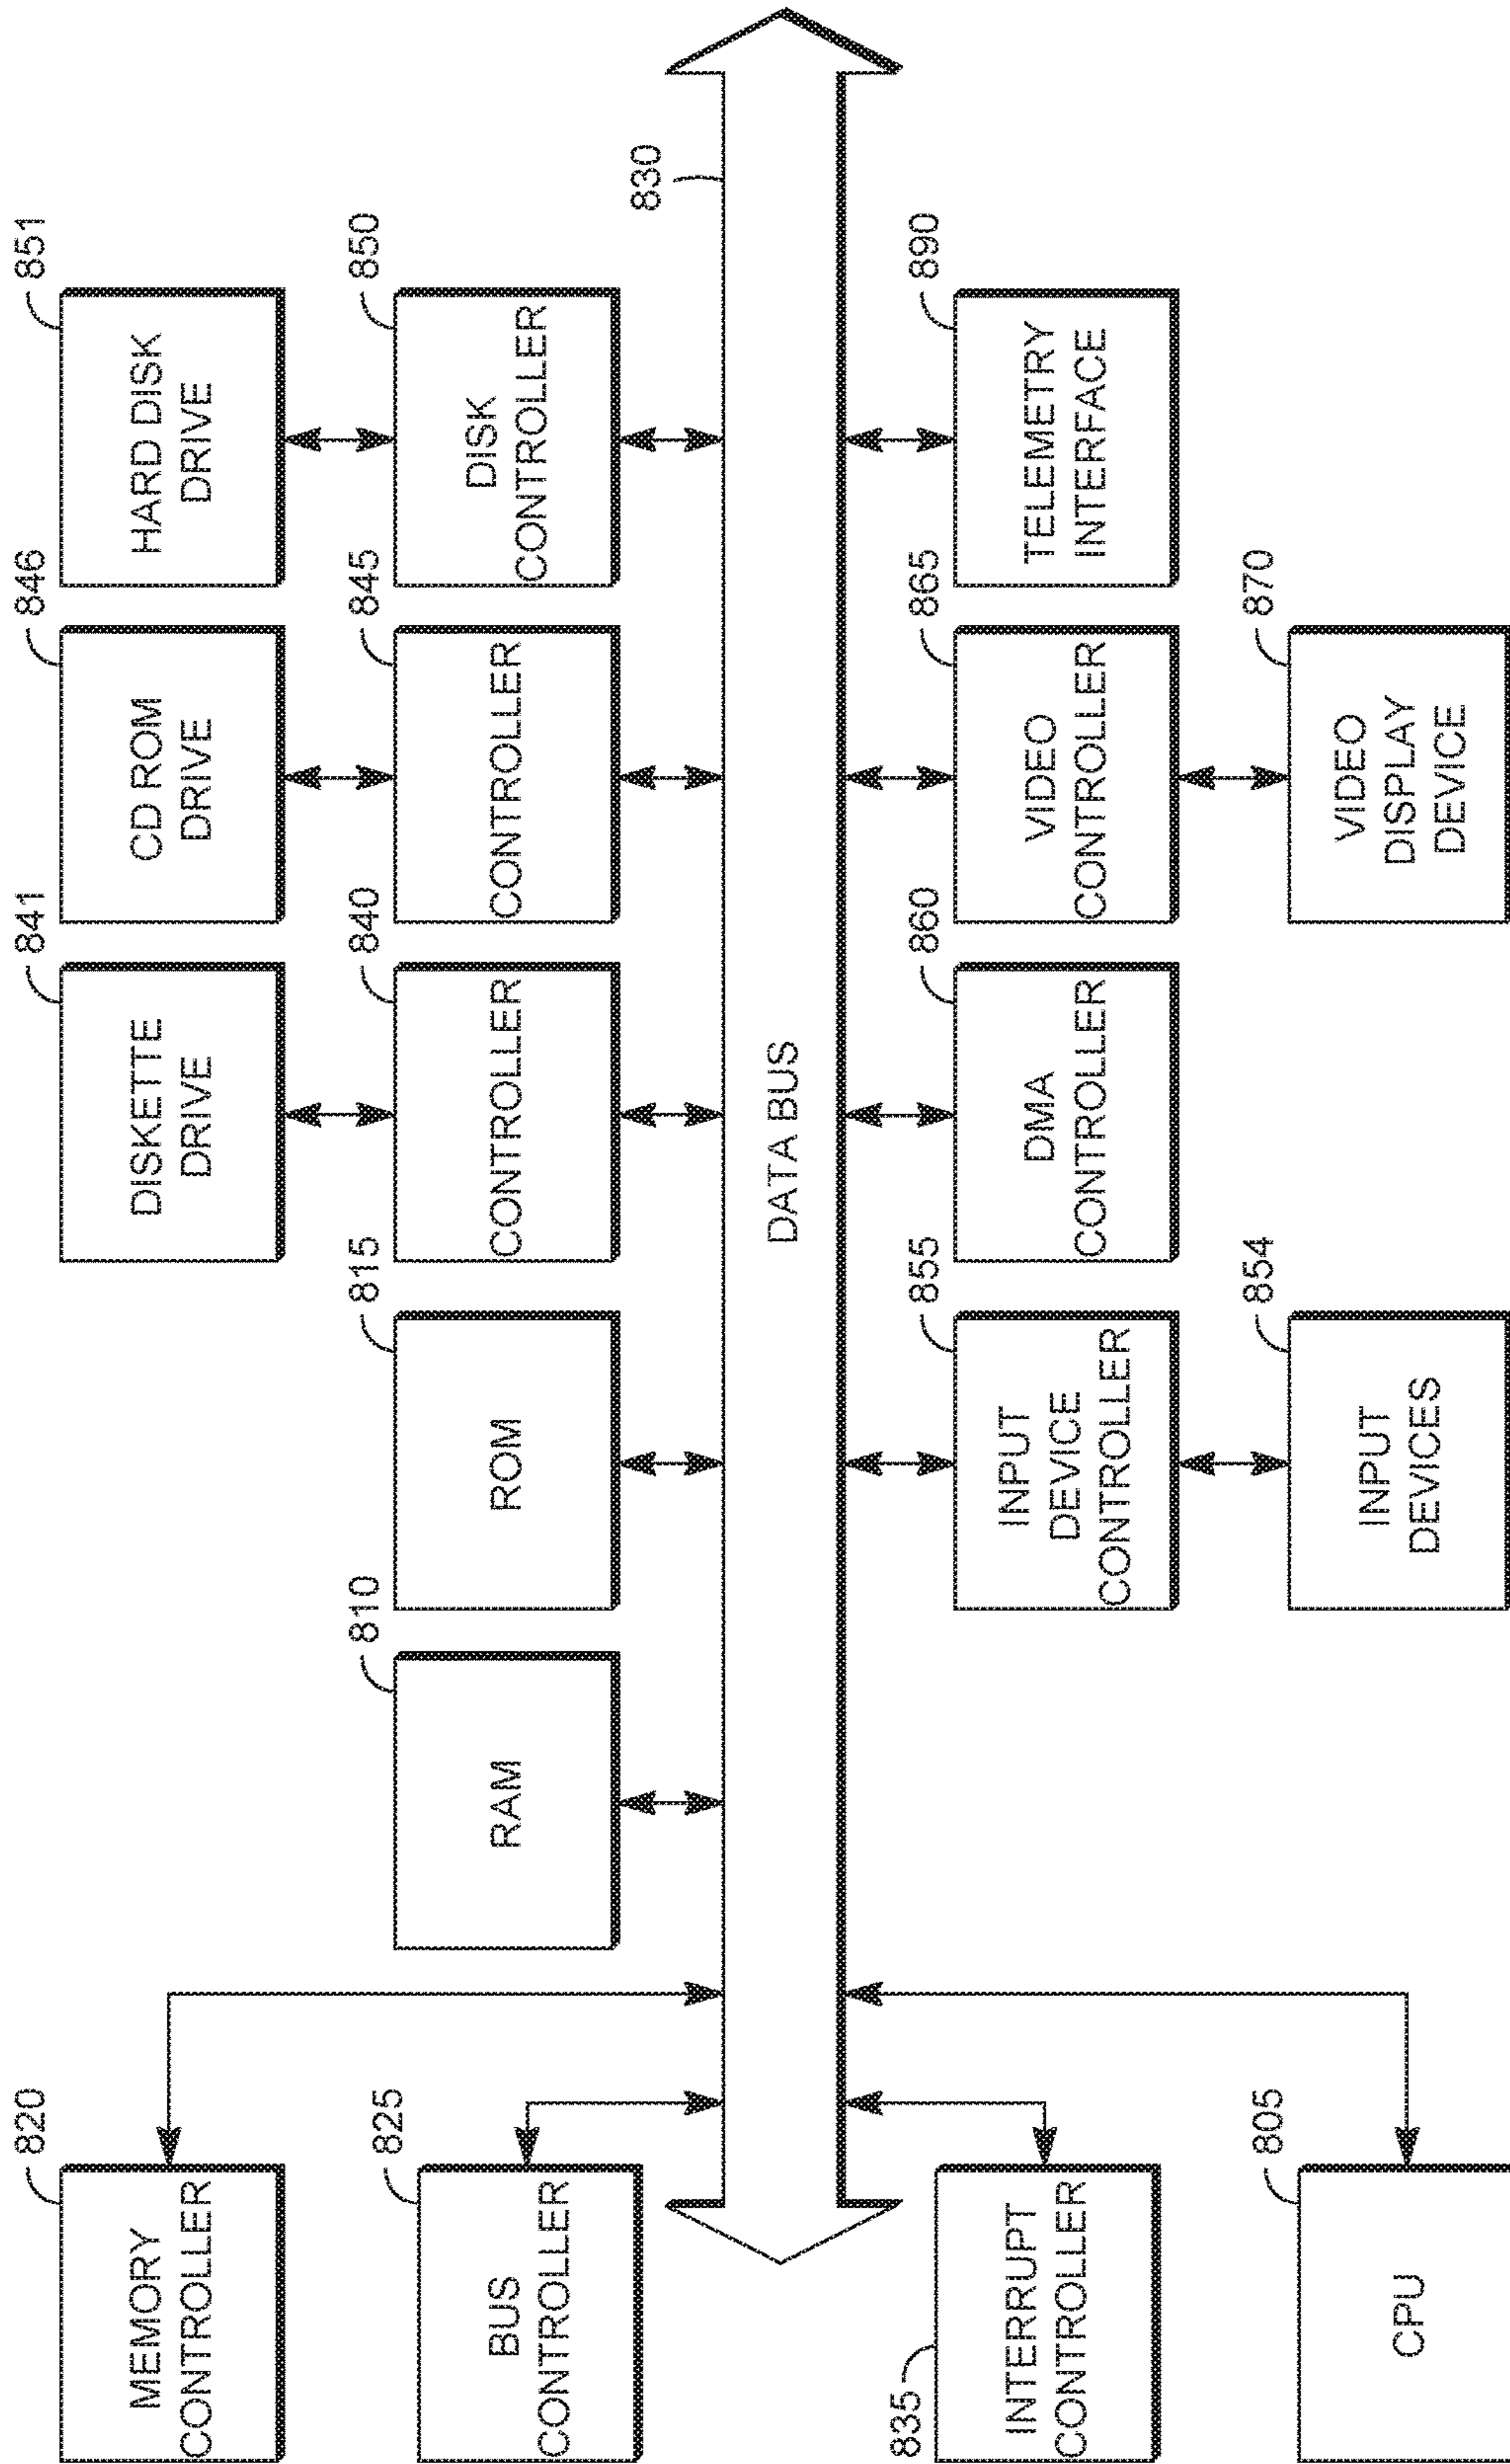 820
MEMORY
CONTROLLER
825
BUS
CONTROLLER
835
INTERRUPT
CONTROLLER
805
CPU
810
RAM
815
ROM
841
DISKETTE
DRIVE
840
CONTROLLER
846
CD ROM
DRIVE
845
CONTROLLER
851
HARD DISK
DRIVE
850
DISK
CONTROLLER
830
DATA BUS
855
INPUT
DEVICE
CONTROLLER
854
INPUT
DEVICES
860
DMA
CONTROLLER
865
VIDEO
CONTROLLER
870
VIDEO
DISPLAY
DEVICE
890
TELEMETRY
INTERFACE